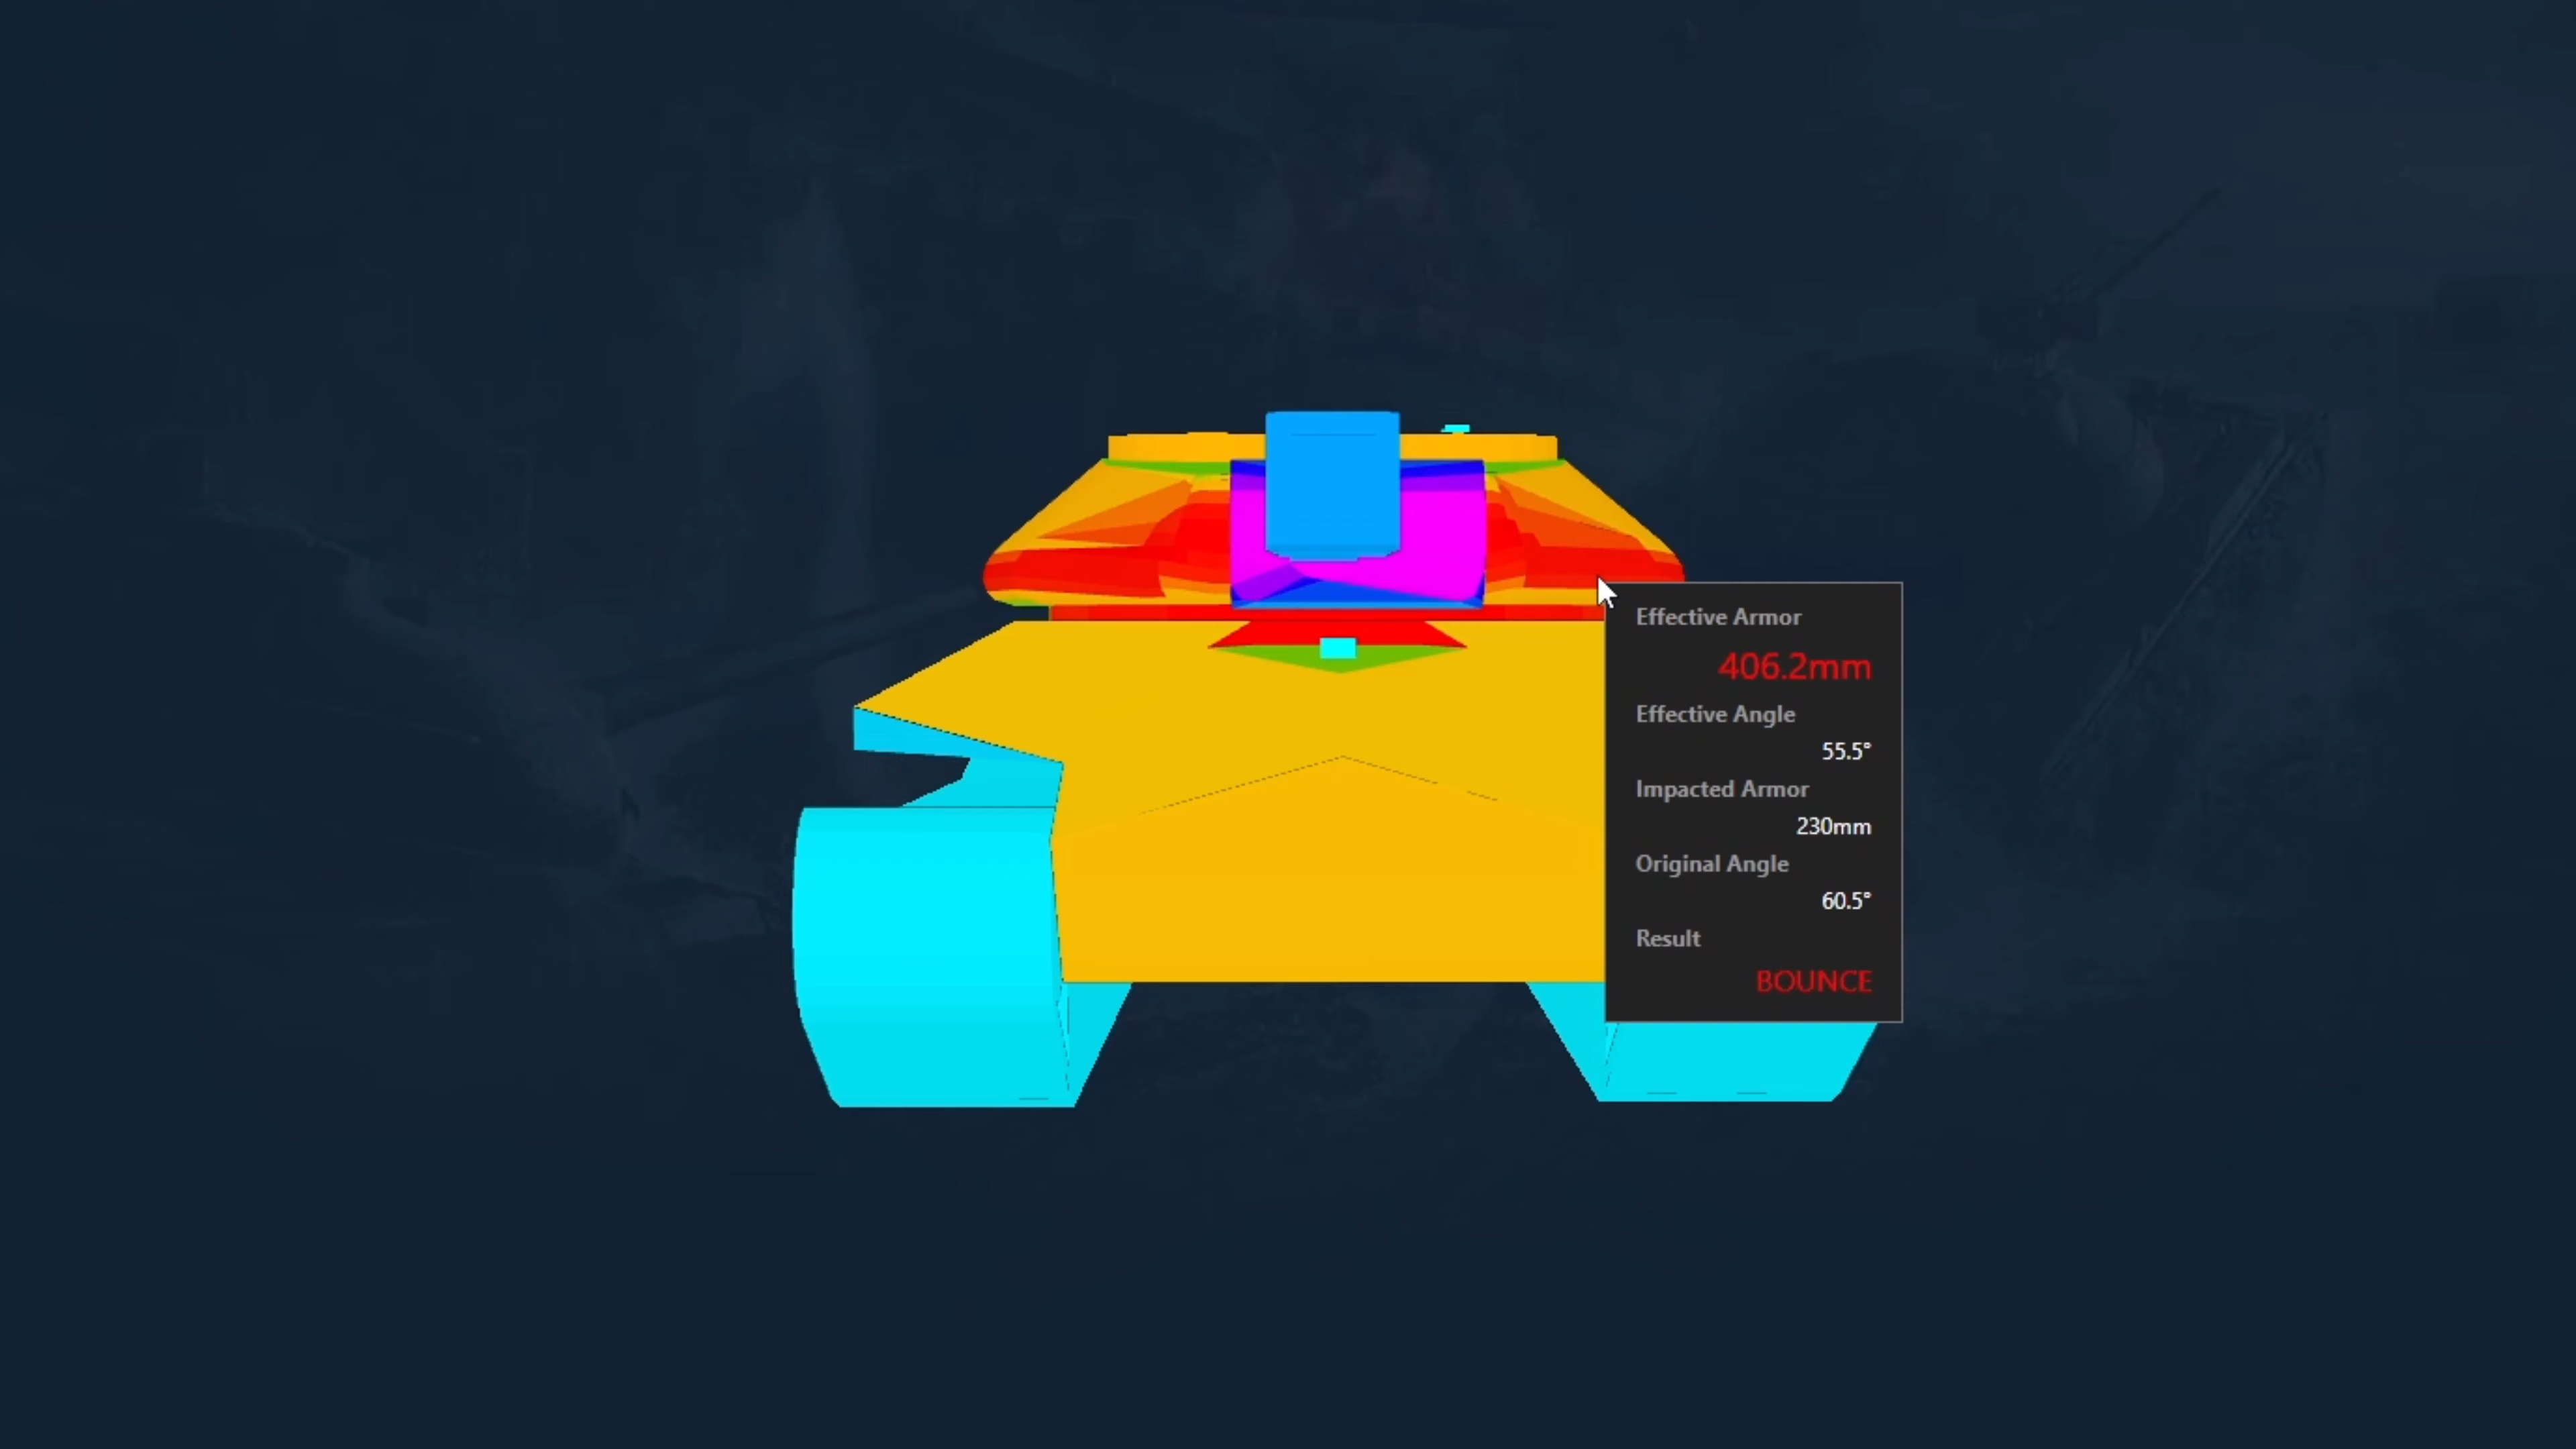 Effective Armor
406.2mm
Effective Angle
55.5°
Impacted Armor
230mm
Original Angle
60.5°
Result
BOUNCE